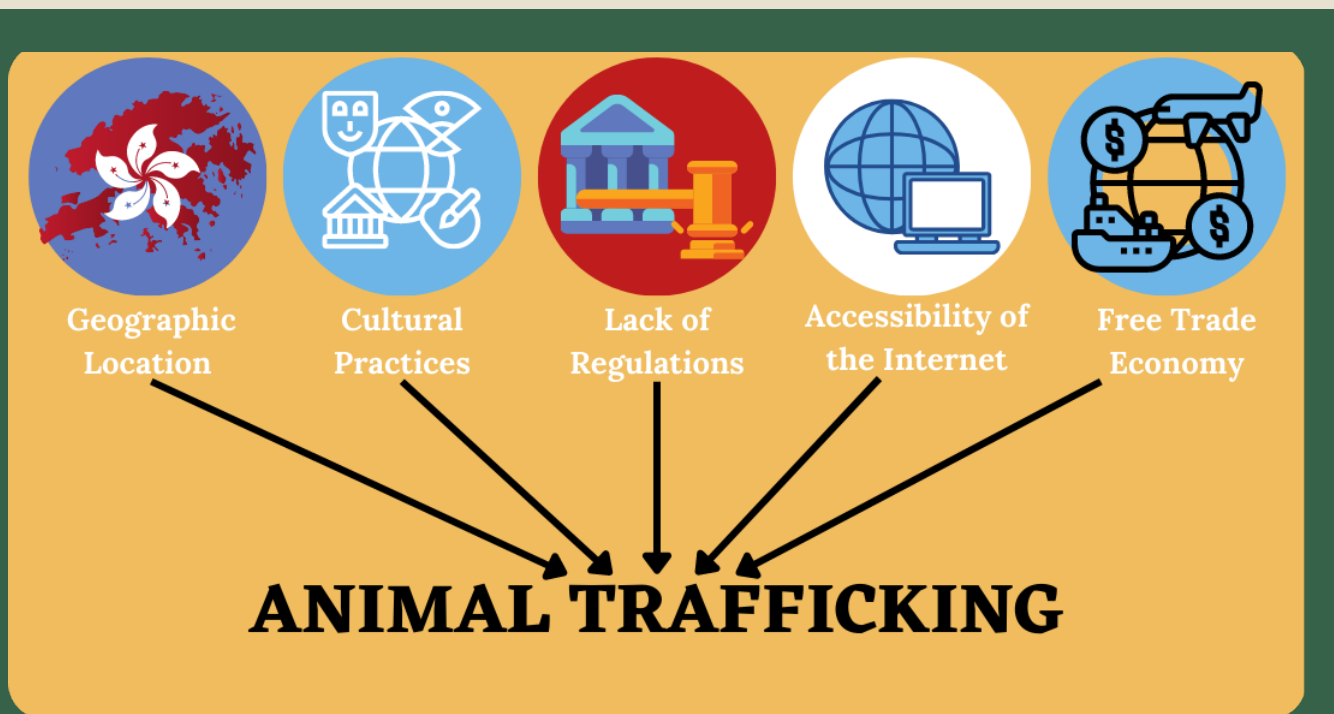 Geographic
Location
Cultural
Practices
Lack of
Regulations
Accessibility of
the Internet
Free Trade
Economy
$
$
ANIMAL TRAFFICKING